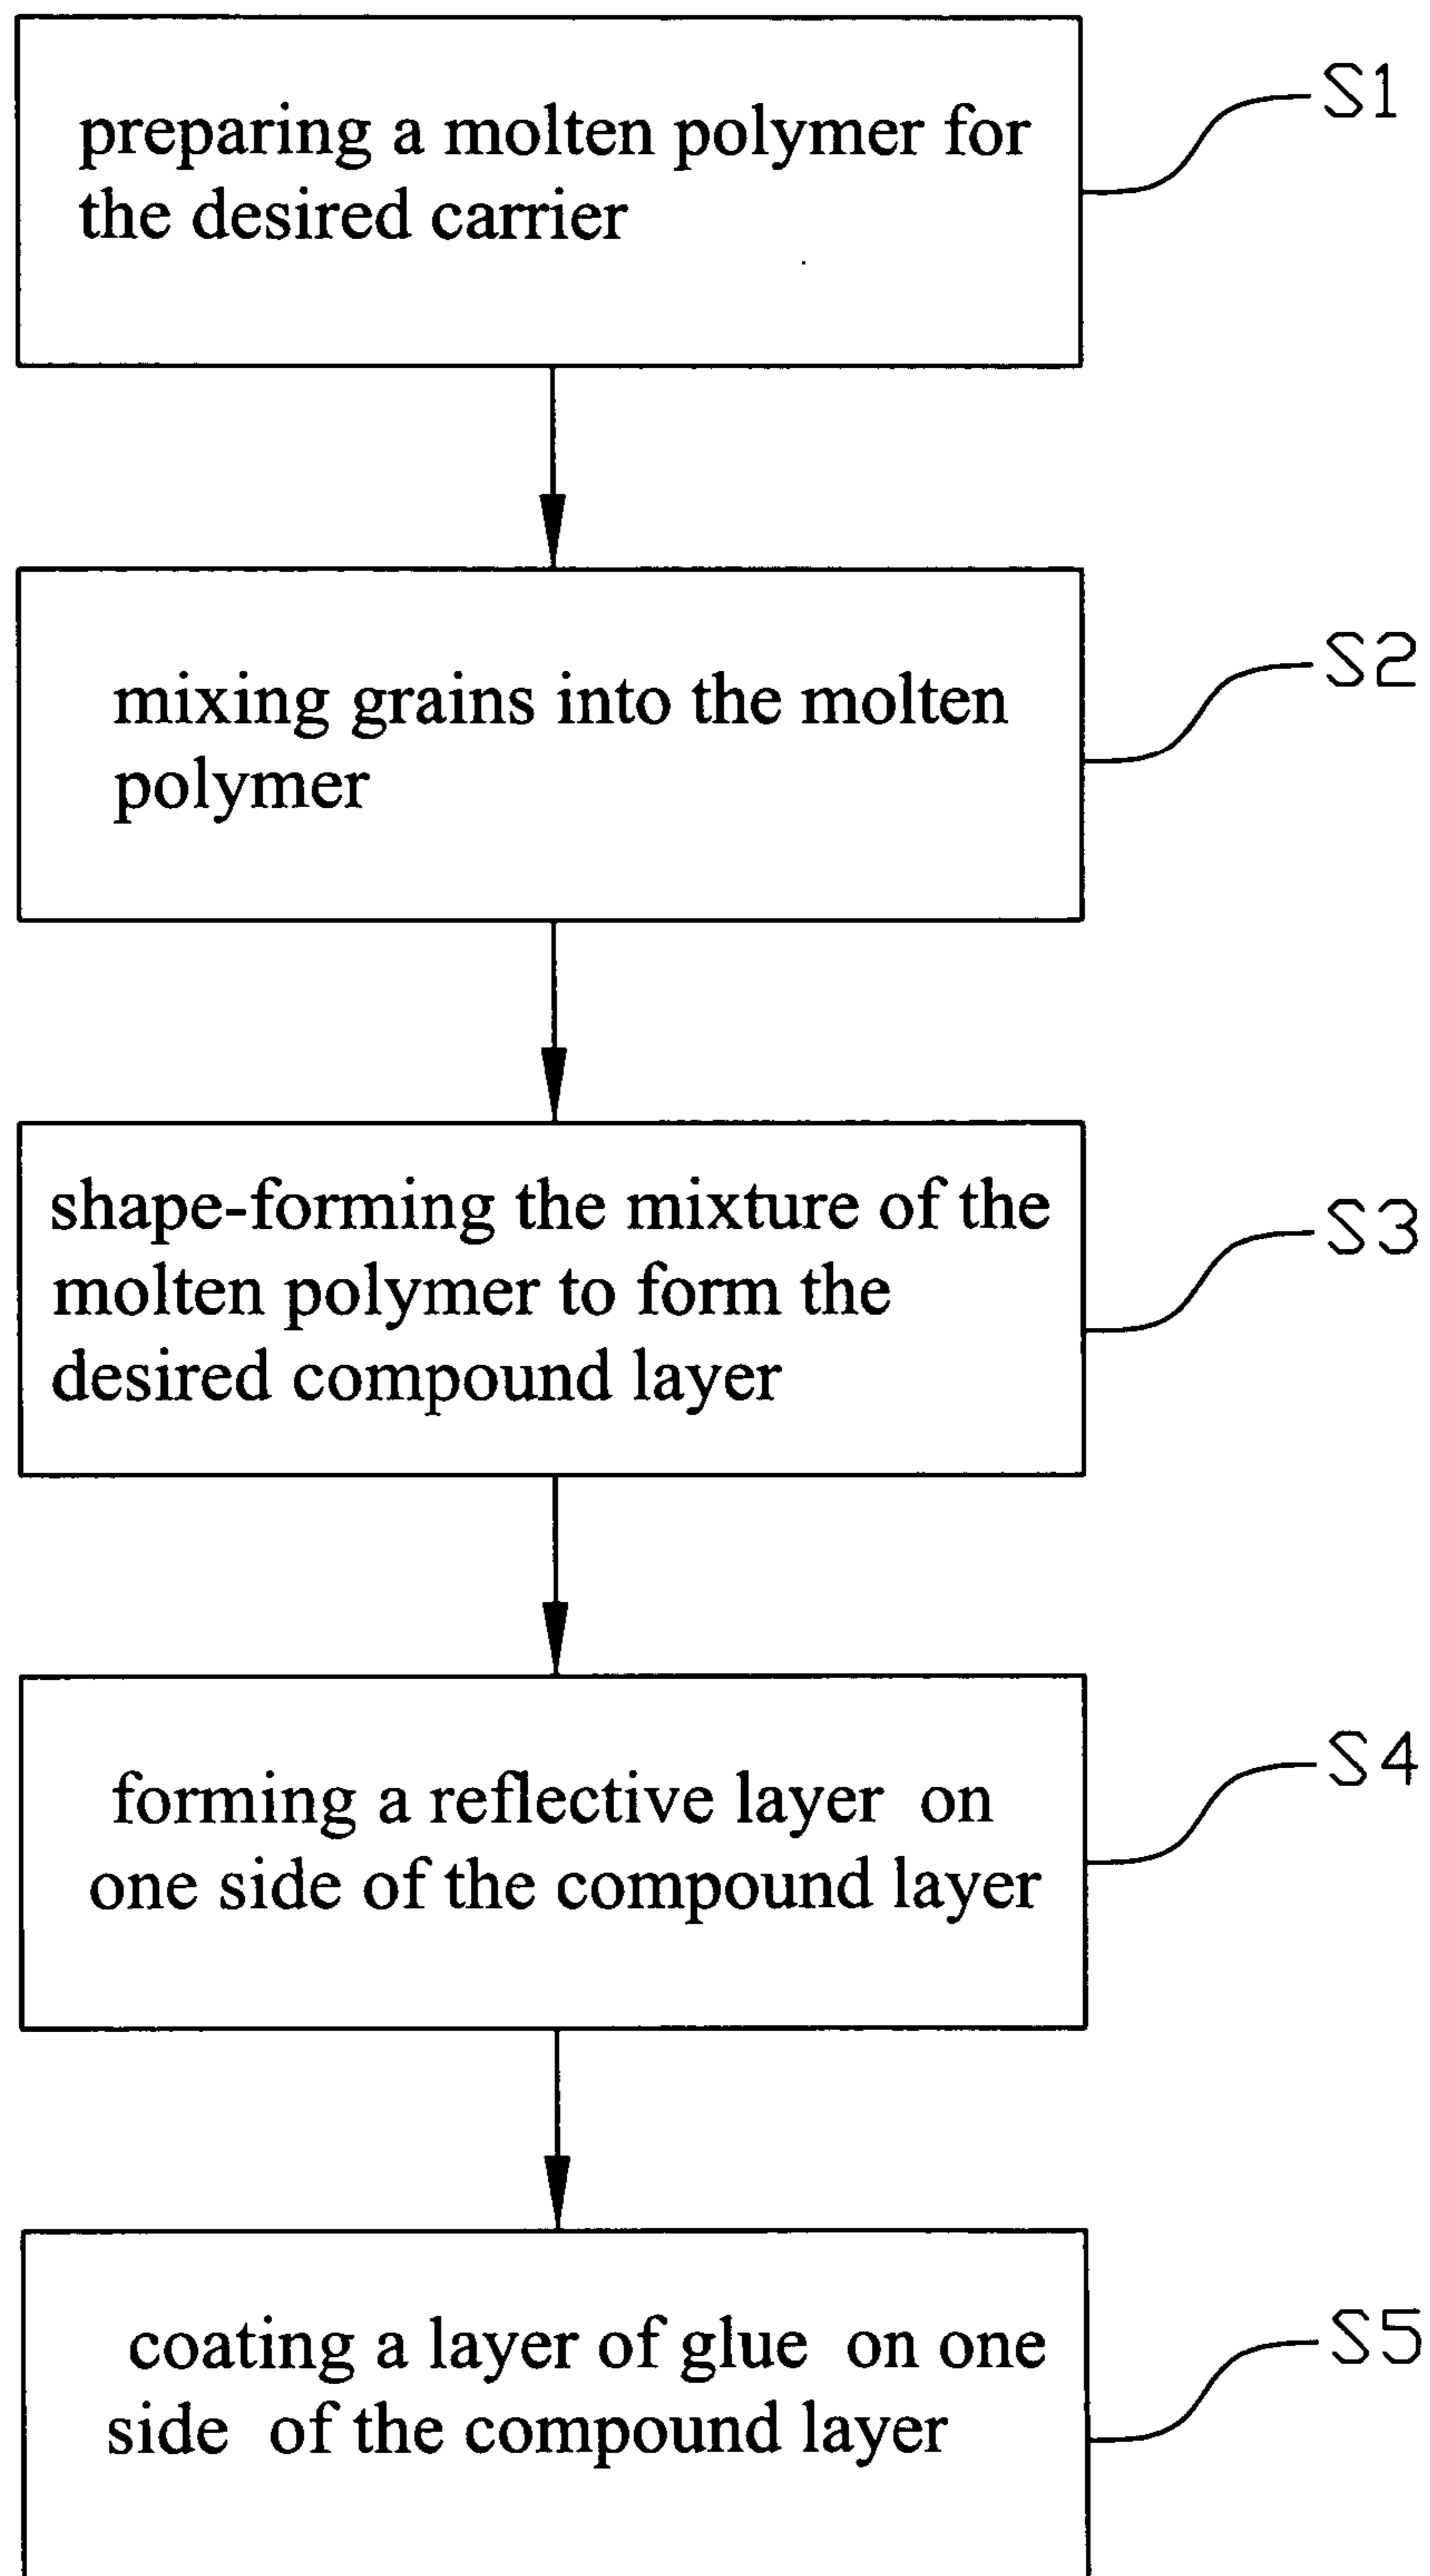 preparing a molten polymer for
the desired carrier
S1
mixing grains into the molten
polymer
S2
shape-forming the mixture of the
molten polymer to form the
desired compound layer
S3
forming a reflective layer on
one side of the compound layer
S4
coating a layer of glue on one
side of the compound layer
S5